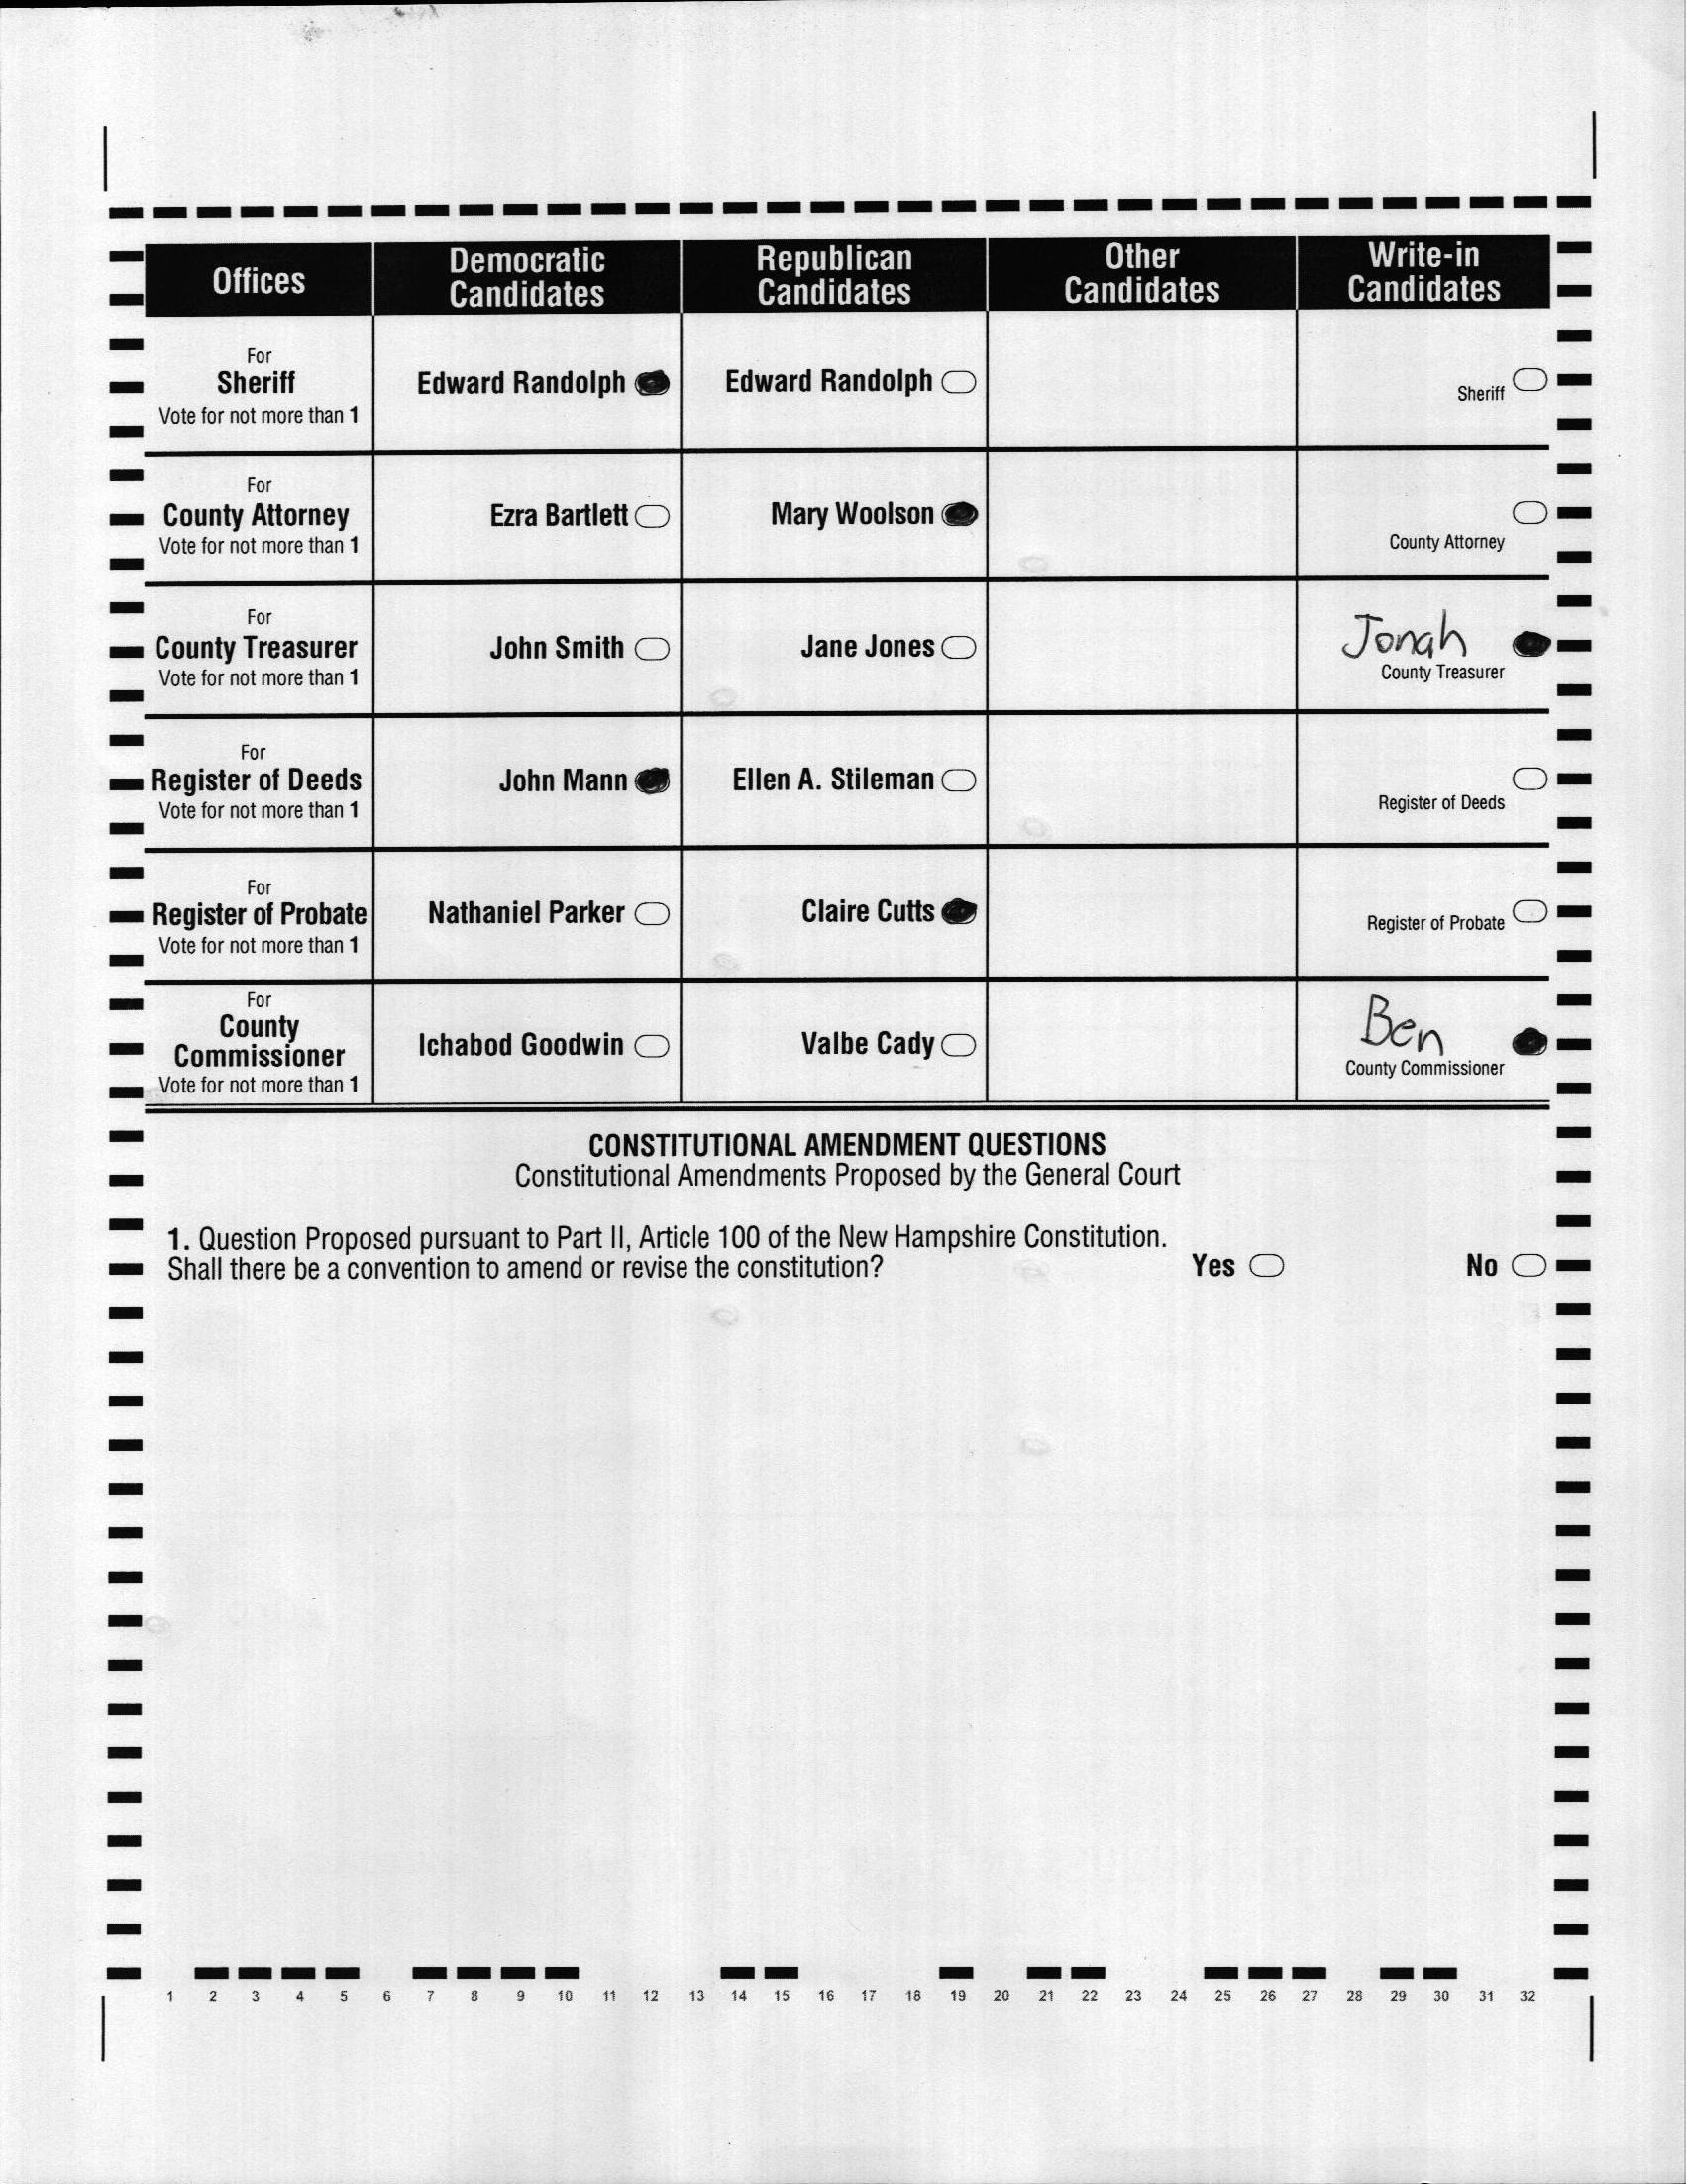 Offices Democratic Candidates Republican Candidates Other Candidates Write-in Candidates
For
Sheriff
Vote for not more than 1
Edward Randolph
Edward Randolph
Sheriff
For
County Attorney
Vote for not more than 1
Ezra Bartlett
Mary Woolson
County Attorney
For
County Treasurer
Vote for not more than 1
John Smith
Jane Jones
Jonah
County Treasurer
For
Register of Deeds
Vote for not more than 1
John Mann
Ellen A. Stileman
Register of Deeds
For
Register of Probate
Vote for not more than 1
Nathaniel Parker
Claire Cutts
Register of Probate
For
County
Commissioner
Vote for not more than 1
Ichabod Goodwin
Valbe Cady
Ben
County Commissioner
CONSTITUTIONAL AMENDMENT QUESTIONS
Constitutional Amendments Proposed by the General Court
1. Question Proposed pursuant to Part II, Article 100 of the New Hampshire Constitution.
Shall there be a convention to amend or revise the constitution? Yes No
1 2 3 4 5 6 7 8 9 10 11 12 13 14 15 16 17 18 19 20 21 22 23 24 25 26 27 28 29 30 31 32